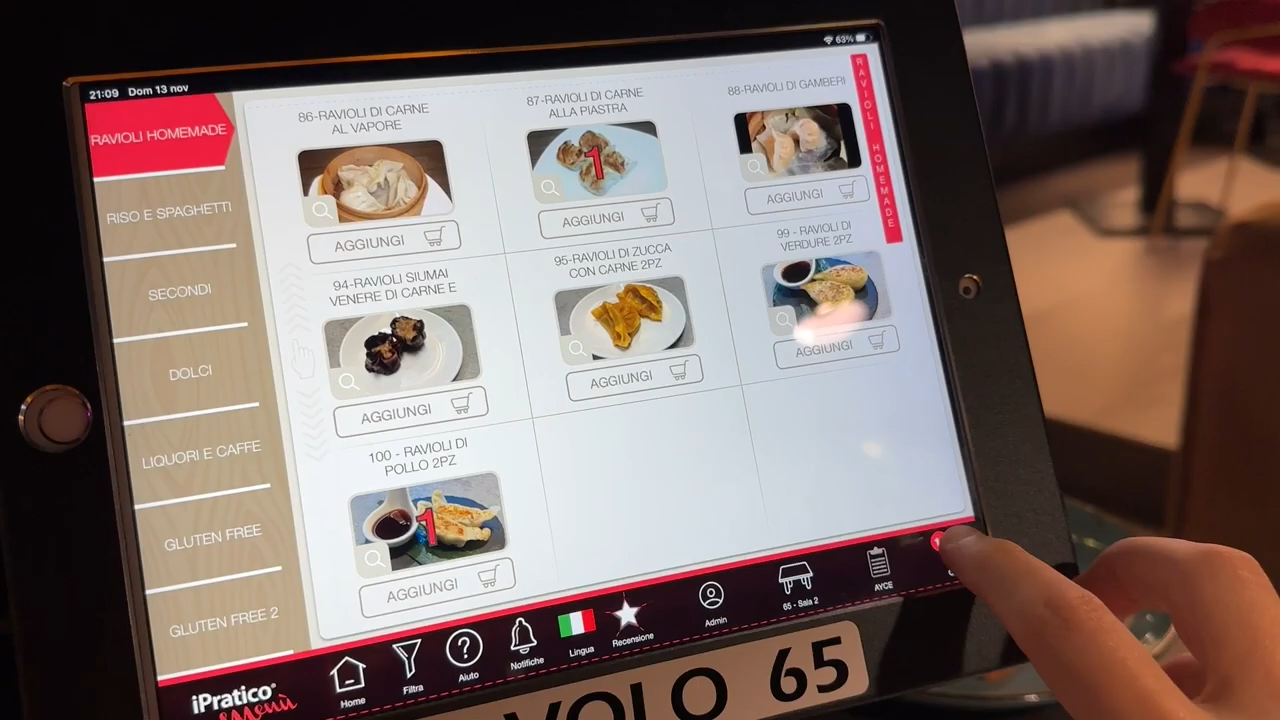 21:09 Dom 13 nov
63%
RAVIOLI HOMEMADE
RISO E SPAGHETTI
SECONDI
DOLCI
LIQUORI E CAFFE
GLUTEN FREE
GLUTEN FREE 2
86-RAVIOLI DI CARNE
AL VAPORE
AGGIUNGI
87-RAVIOLI DI CARNE
ALLA PIASTRA
1
AGGIUNGI
88-RAVIOLI DI GAMBERI
AGGIUNGI
94-RAVIOLI SIUMAI
VENERE DI CARNE E
AGGIUNGI
95-RAVIOLI DI ZUCCA
CON CARNE 2PZ
AGGIUNGI
99 - RAVIOLI DI
VERDURE 2PZ
AGGIUNGI
100 - RAVIOLI DI
POLLO 2PZ
1
AGGIUNGI
RAVIOLI HOMEMADE
iPratico®
Menù
Home
Filtra
? Aiuto
Notifiche
Lingua
Recensione
Admin
65 - Sala 2
AYCE
VOLO 65